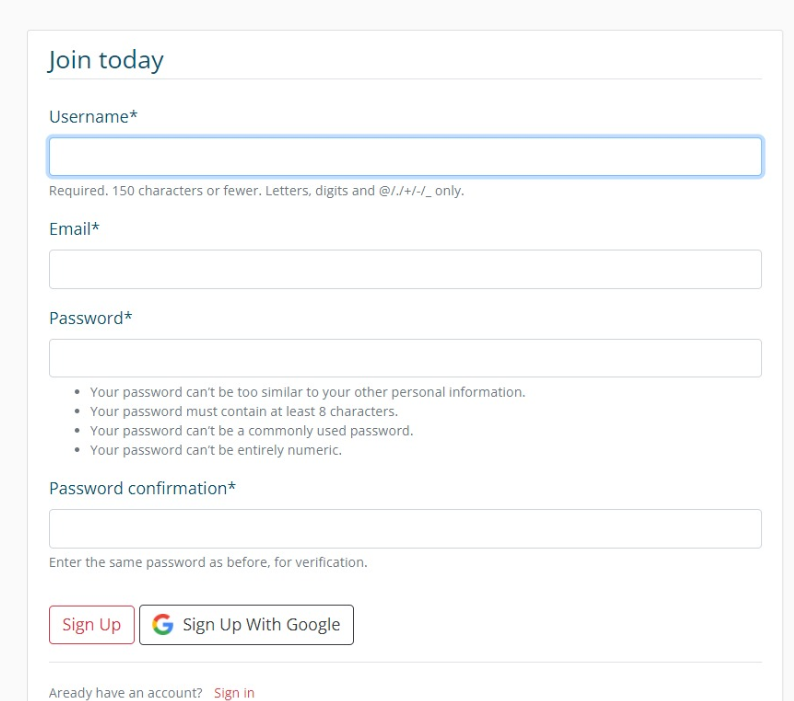 Join today
Username*
Required. 150 characters or fewer. Letters, digits and @/./+/-/_ only.
Email*
Password*
Your password can't be too similar to your other personal information.
Your password must contain at least 8 characters.
Your password can't be a commonly used password.
Your password can't be entirely numeric.
Password confirmation*
Enter the same password as before, for verification.
Sign Up
Sign Up With Google
Aready have an account? Sign in